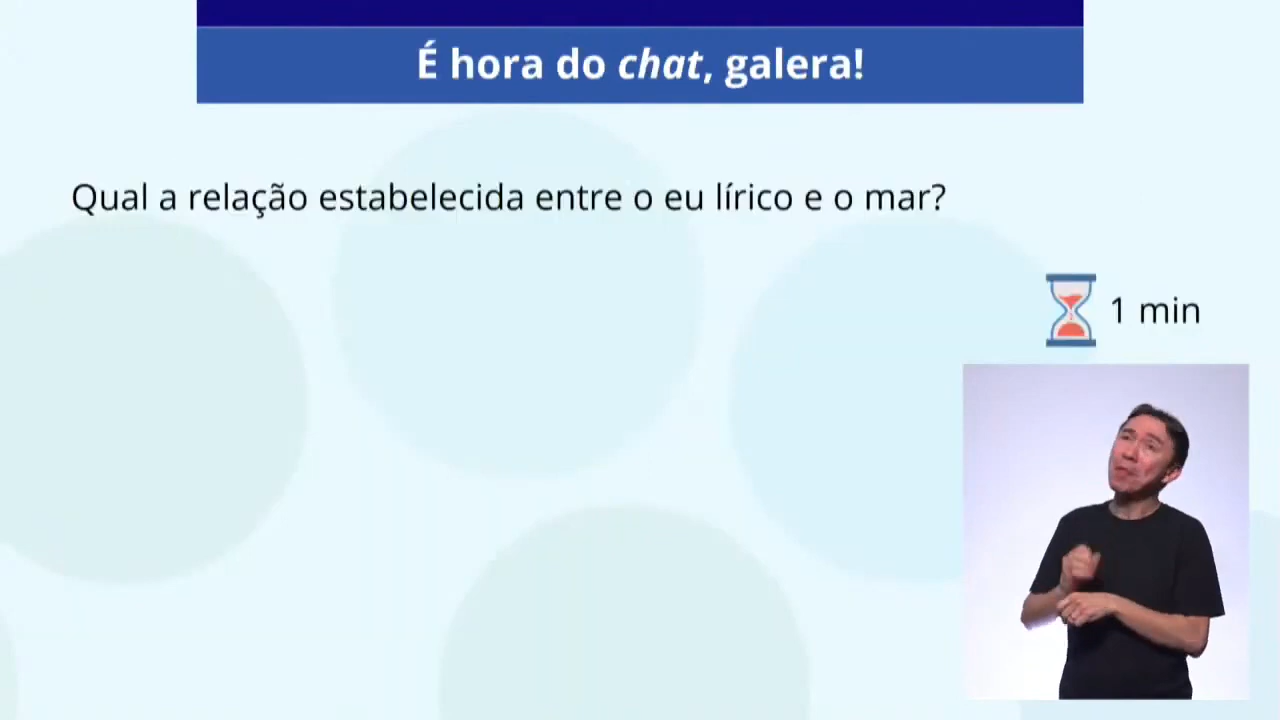 É hora do chat, galera!
Qual a relação estabelecida entre o eu lírico e o mar?
1 min